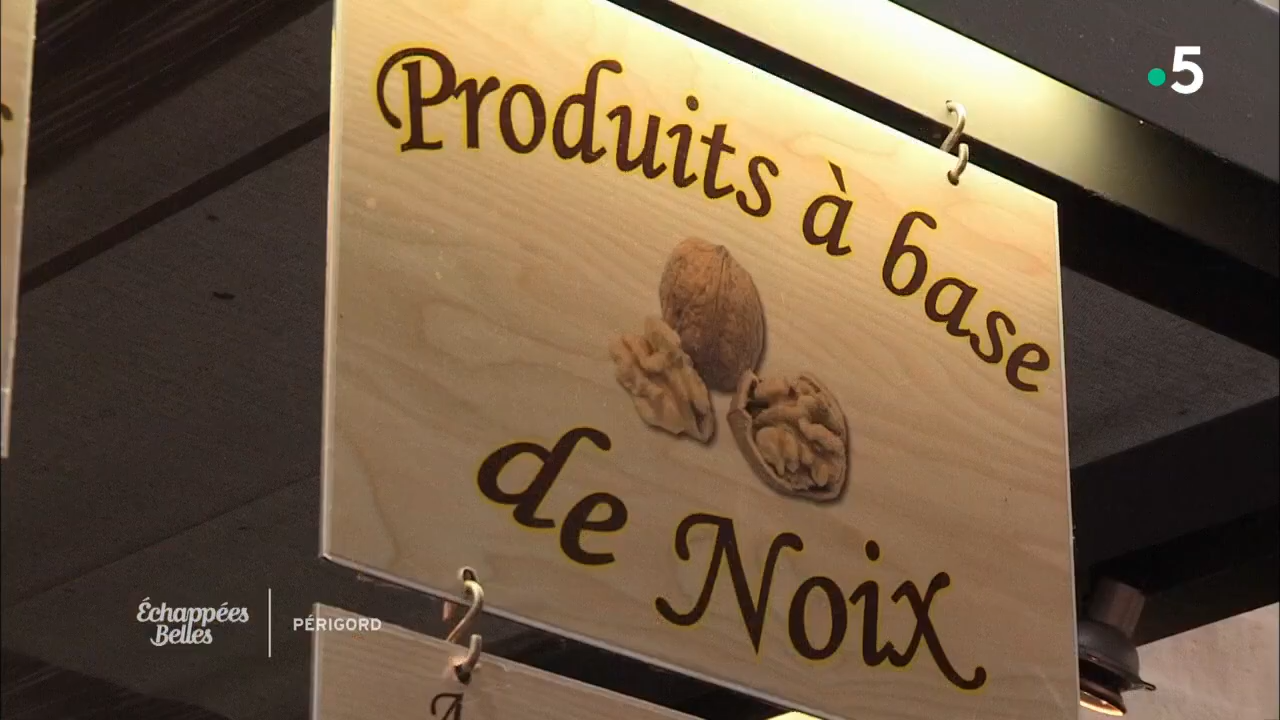 5
Produits à base
de Noix
Échappées
Belles
PÉRIGORD